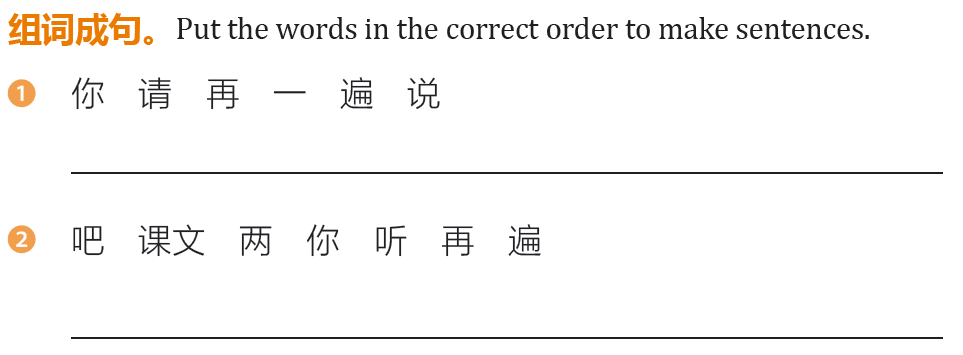 组词成句。Put the words in the correct order to make sentences.
1 你 请 再 一 遍 说
2 吧 课文 两 你 听 再 遍